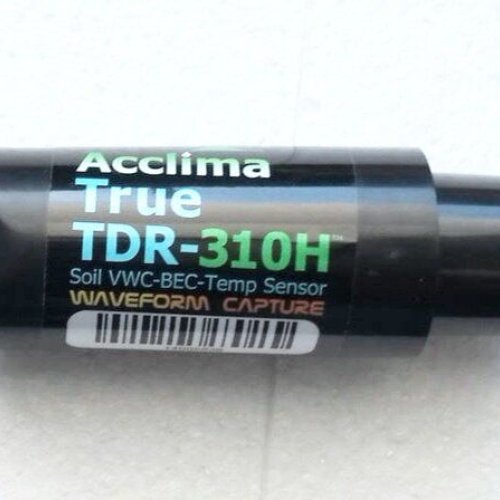 Acclima
True
TDR-310H™
Soil VWC-BEC-Temp Sensor
WAVEFORM CAPTURE